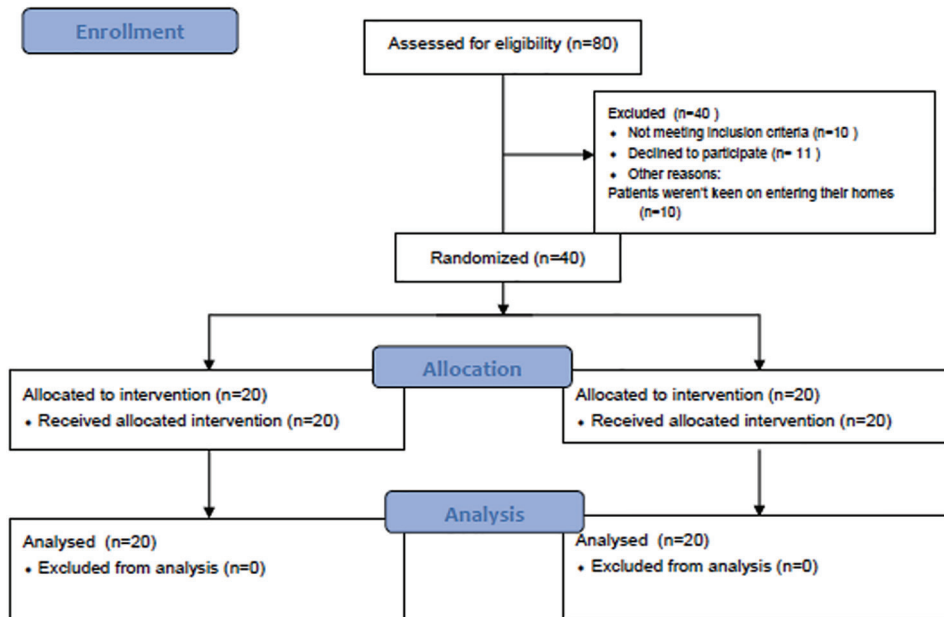 Enrollment
Assessed for eligibility (n=80)
Excluded (n=40 )
• Not meeting inclusion criteria (n=10 )
• Declined to participate (n= 11 )
• Other reasons:
Patients weren't keen on entering their homes
(n=10)
Randomized (n=40)
Allocation
Allocated to intervention (n=20)
• Received allocated intervention (n=20)
Allocated to intervention (n=20)
• Received allocated intervention (n=20)
Analysis
Analysed (n=20)
• Excluded from analysis (n=0)
Analysed (n=20)
• Excluded from analysis (n=0)